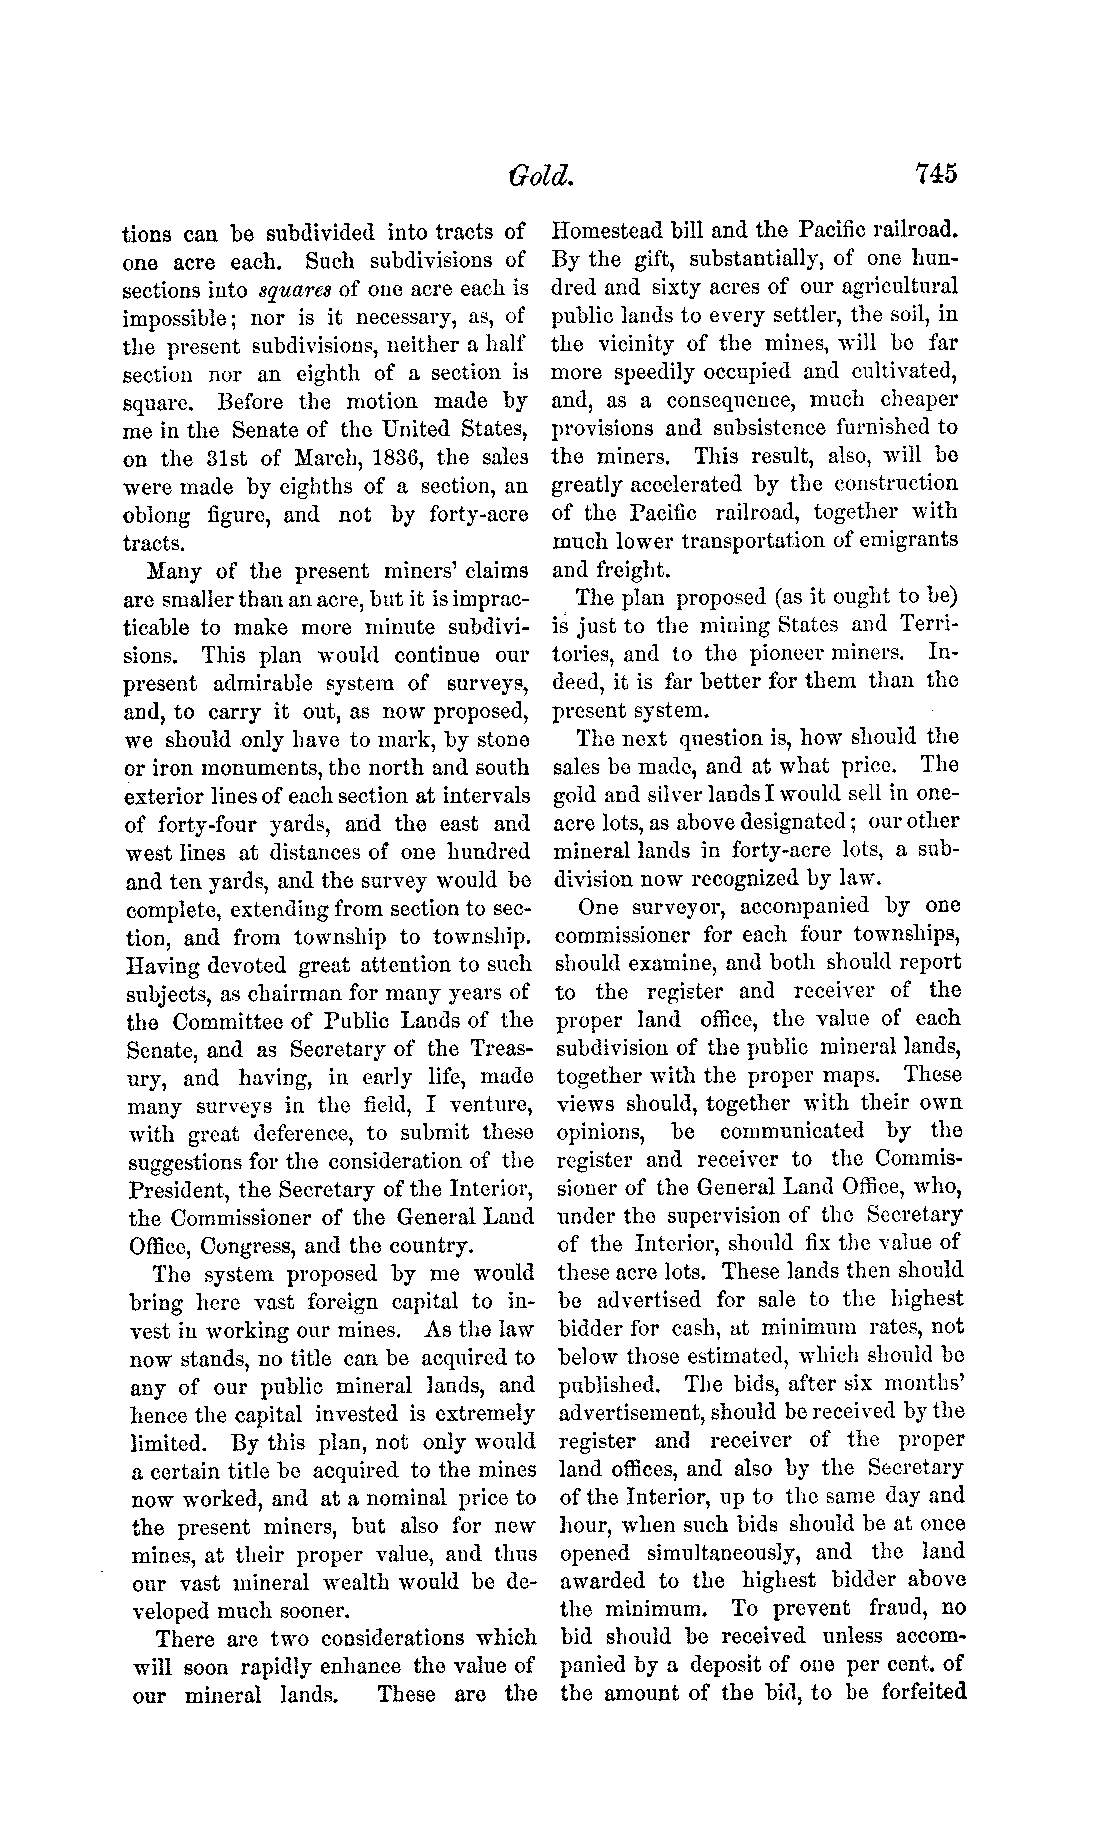 Gold. 745
tions can be subdivided into tracts of
one acre each. Such subdivisions of
sections into squares of one acre each is
impossible; nor is it necessary, as, of
the present subdivisions, neither a half
section nor an eighth of a section is
square. Before the motion made by
me in the Senate of the United States,
on the 31st of March, 1836, the sales
were made by eighths of a section, an
oblong figure, and not by forty-acre
tracts.
Many of the present miners' claims
are smaller than an acre, but it is imprac-
ticable to make more minute subdivi-
sions. This plan would continue our
present admirable system of surveys,
and, to carry it out, as now proposed,
we should only have to mark, by stone
or iron monuments, the north and south
exterior lines of each section at intervals
of forty-four yards, and the east and
west lines at distances of one hundred
and ten yards, and the survey would be
complete, extending from section to sec-
tion, and from township to township.
Having devoted great attention to such
subjects, as chairman for many years of
the Committee of Public Lands of the
Senate, and as Secretary of the Treas-
ury, and having, in early life, made
many surveys in the field, I venture,
with great deference, to submit these
suggestions for the consideration of the
President, the Secretary of the Interior,
the Commissioner of the General Land
Office, Congress, and the country.
The system proposed by me would
bring here vast foreign capital to in-
vest in working our mines. As the law
now stands, no title can be acquired to
any of our public mineral lands, and
hence the capital invested is extremely
limited. By this plan, not only would
a certain title be acquired to the mines
now worked, and at a nominal price to
the present miners, but also for new
mines, at their proper value, and thus
our vast mineral wealth would be de-
veloped much sooner.
There are two considerations which
will soon rapidly enhance the value of
our mineral lands. These are the
Homestead bill and the Pacific railroad.
By the gift, substantially, of one hun-
dred and sixty acres of our agricultural
public lands to every settler, the soil, in
the vicinity of the mines, will be far
more speedily occupied and cultivated,
and, as a consequence, much cheaper
provisions and subsistence furnished to
the miners. This result, also, will be
greatly accelerated by the construction
of the Pacific railroad, together with
much lower transportation of emigrants
and freight.
The plan proposed (as it ought to be)
is just to the mining States and Terri-
tories, and to the pioneer miners. In-
deed, it is far better for them than the
present system.
The next question is, how should the
sales be made, and at what price. The
gold and silver lands I would sell in one-
acre lots, as above designated; our other
mineral lands in forty-acre lots, a sub-
division now recognized by law.
One surveyor, accompanied by one
commissioner for each four townships,
should examine, and both should report
to the register and receiver of the
proper land office, the value of each
subdivision of the public mineral lands,
together with the proper maps. These
views should, together with their own
opinions, be communicated by the
register and receiver to the Commis-
sioner of the General Land Office, who,
under the supervision of the Secretary
of the Interior, should fix the value of
these acre lots. These lands then should
be advertised for sale to the highest
bidder for cash, at minimum rates, not
below those estimated, which should be
published. The bids, after six months'
advertisement, should be received by the
register and receiver of the proper
land offices, and also by the Secretary
of the Interior, up to the same day and
hour, when such bids should be at once
opened simultaneously, and the land
awarded to the highest bidder above
the minimum. To prevent fraud, no
bid should be received unless accom-
panied by a deposit of one per cent. of
the amount of the bid, to be forfeited